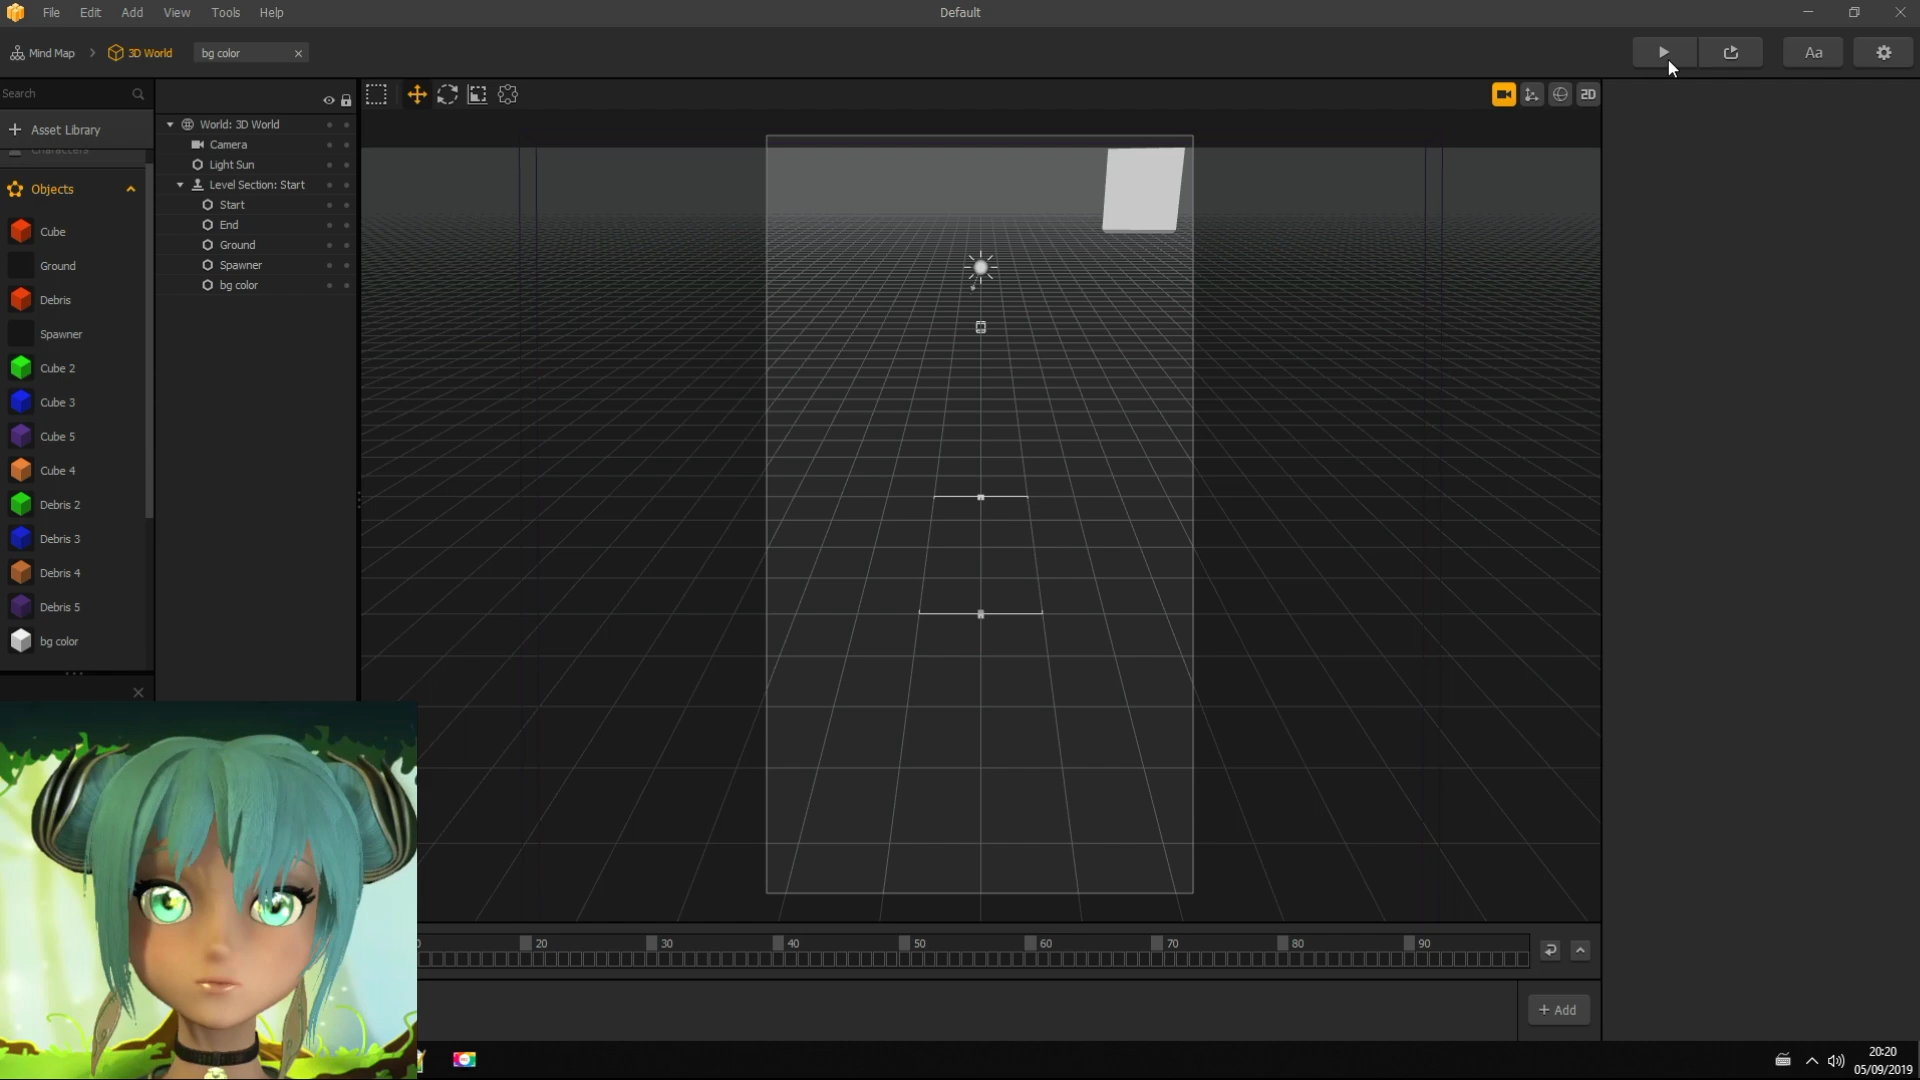 File Edit Add View Tools Help
Default
Mind Map
3D World
bg color
Aa
Search
2D
Asset Library
Characters
Objects
Cube
Ground
Debris
Spawner
Cube 2
Cube 3
Cube 5
Cube 4
Debris 2
Debris 3
Debris 4
Debris 5
bg color
World: 3D World
Camera
Light Sun
Level Section: Start
Start
End
Ground
Spawner
bg color
20 30 40 50 60 70 80 90
+ Add
20:20
05/09/2019